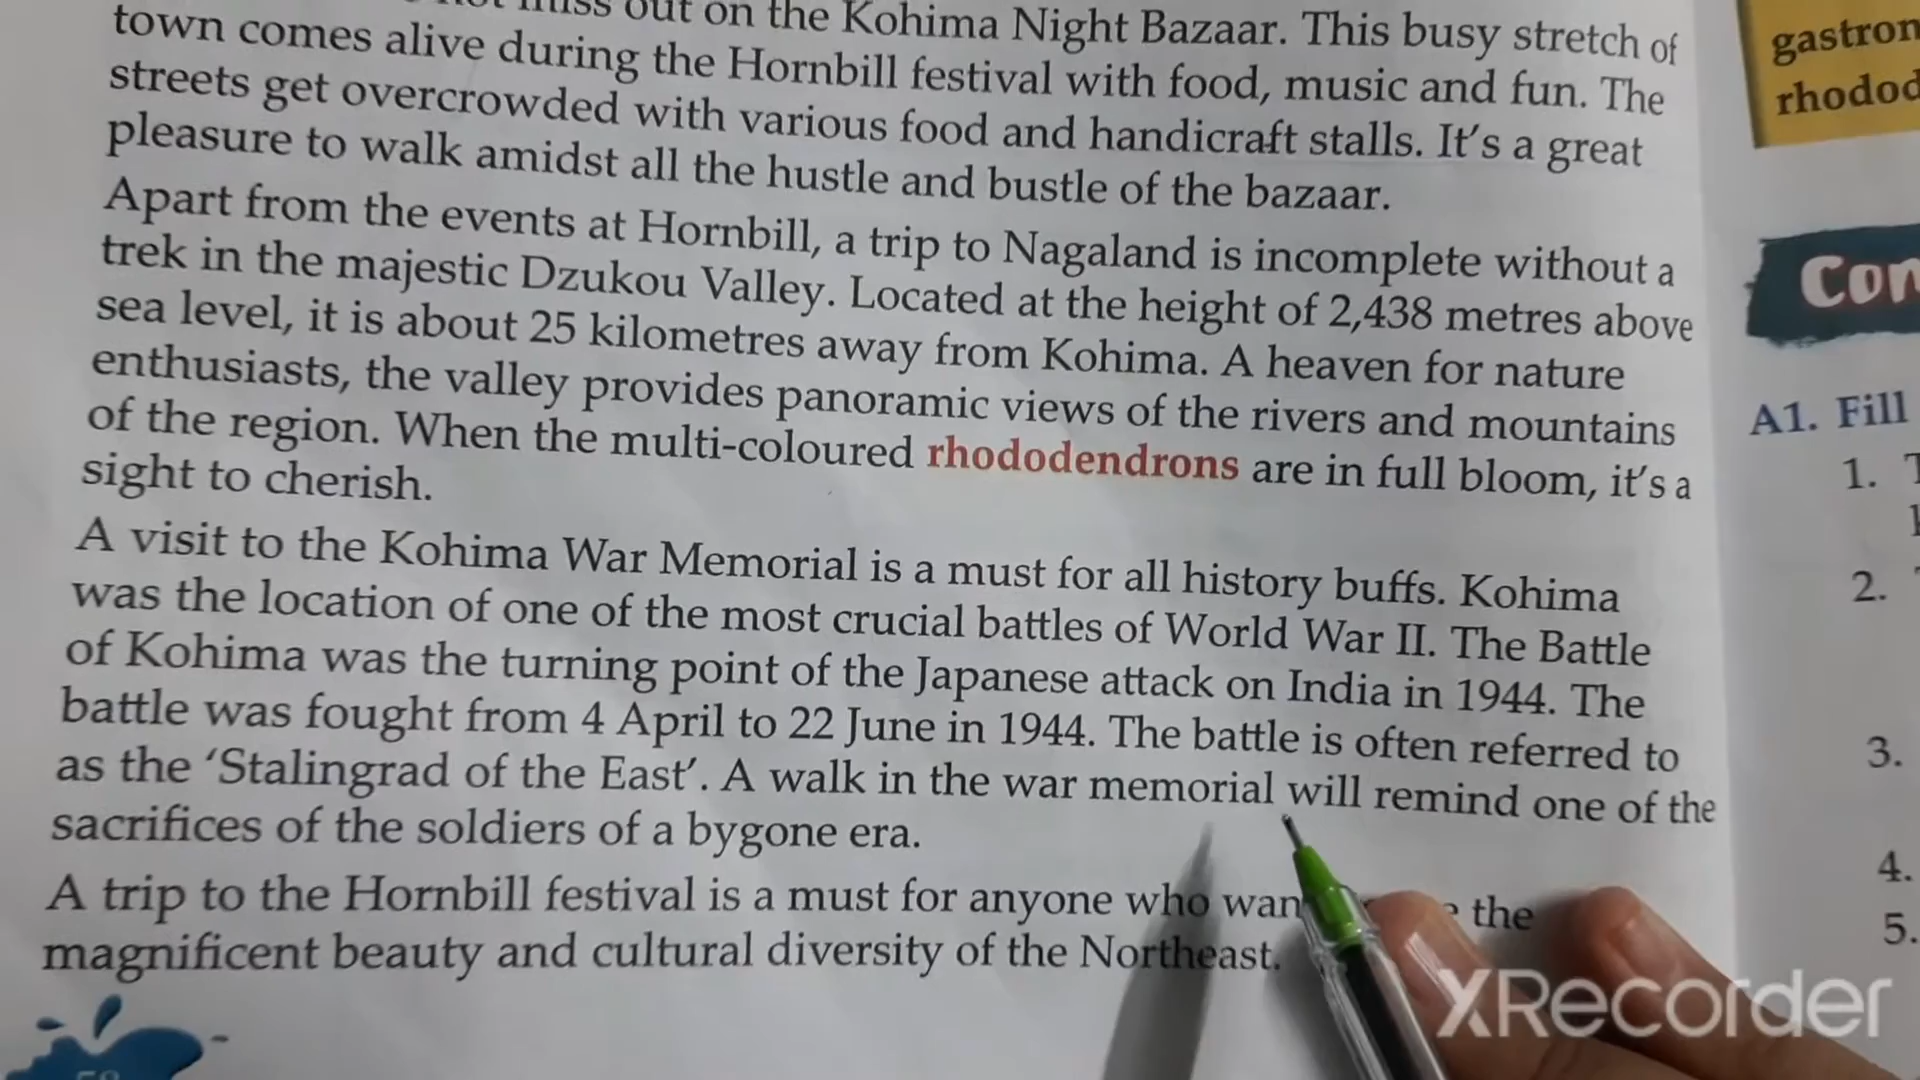 miss out on the Kohima Night Bazaar. This busy stretch of
town comes alive during the Hornbill festival with food, music and fun. The
streets get overcrowded with various food and handicraft stalls. It's a great
pleasure to walk amidst all the hustle and bustle of the bazaar.
Apart from the events at Hornbill, a trip to Nagaland is incomplete without a
trek in the majestic Dzukou Valley. Located at the height of 2,438 metres above
sea level, it is about 25 kilometres away from Kohima. A heaven for nature
enthusiasts, the valley provides panoramic views of the rivers and mountains
of the region. When the multi-coloured rhododendrons are in full bloom, it's a
sight to cherish.
A visit to the Kohima War Memorial is a must for all history buffs. Kohima
was the location of one of the most crucial battles of World War II. The Battle
of Kohima was the turning point of the Japanese attack on India in 1944. The
battle was fought from 4 April to 22 June in 1944. The battle is often referred to
as the 'Stalingrad of the East'. A walk in the war memorial will remind one of the
sacrifices of the soldiers of a bygone era.
A trip to the Hornbill festival is a must for anyone who the
magnificent beauty and cultural diversity of the Northeast.
gastron
rhodod
Con
A1. Fill
1.
2.
3.
4.
5.
XRecorder